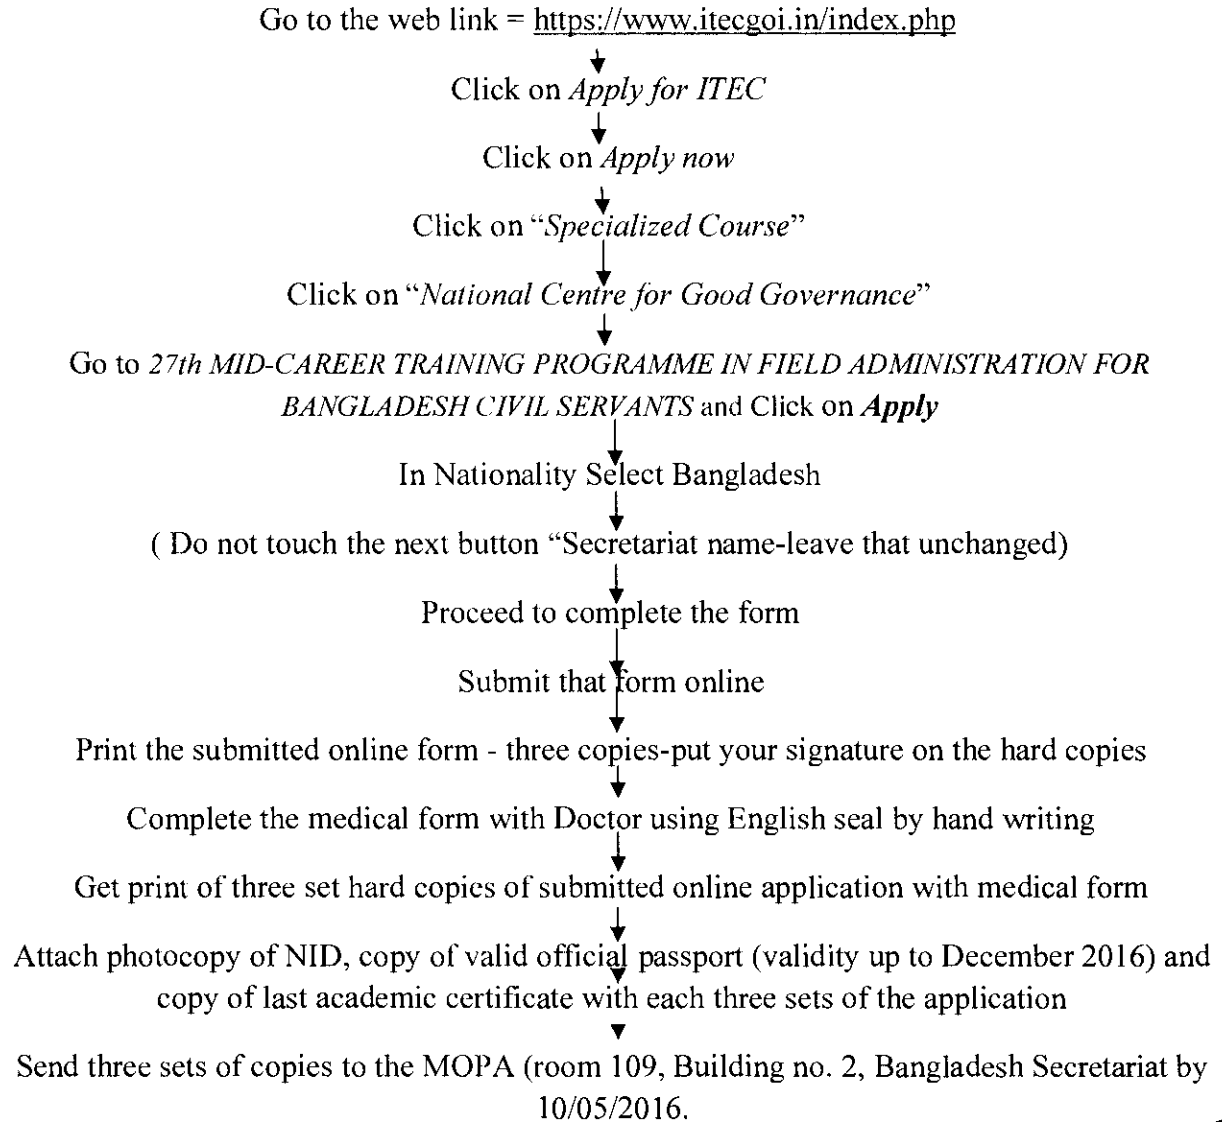 Go to the web link = https://www.itecgoi.in/index.php
Click on Apply for ITEC
Click on Apply now
Click on “Specialized Course”
Click on “National Centre for Good Governance”
Go to 27th MID-CAREER TRAINING PROGRAMME IN FIELD ADMINISTRATION FOR
BANGLADESH CIVIL SERVANTS and Click on Apply
In Nationality Select Bangladesh
( Do not touch the next button “Secretariat name-leave that unchanged)
Proceed to complete the form
Submit that form online
Print the submitted online form - three copies-put your signature on the hard copies
Complete the medical form with Doctor using English seal by hand writing
Get print of three set hard copies of submitted online application with medical form
Attach photocopy of NID, copy of valid official passport (validity up to December 2016) and
copy of last academic certificate with each three sets of the application
Send three sets of copies to the MOPA (room 109, Building no. 2, Bangladesh Secretariat by
10/05/2016.